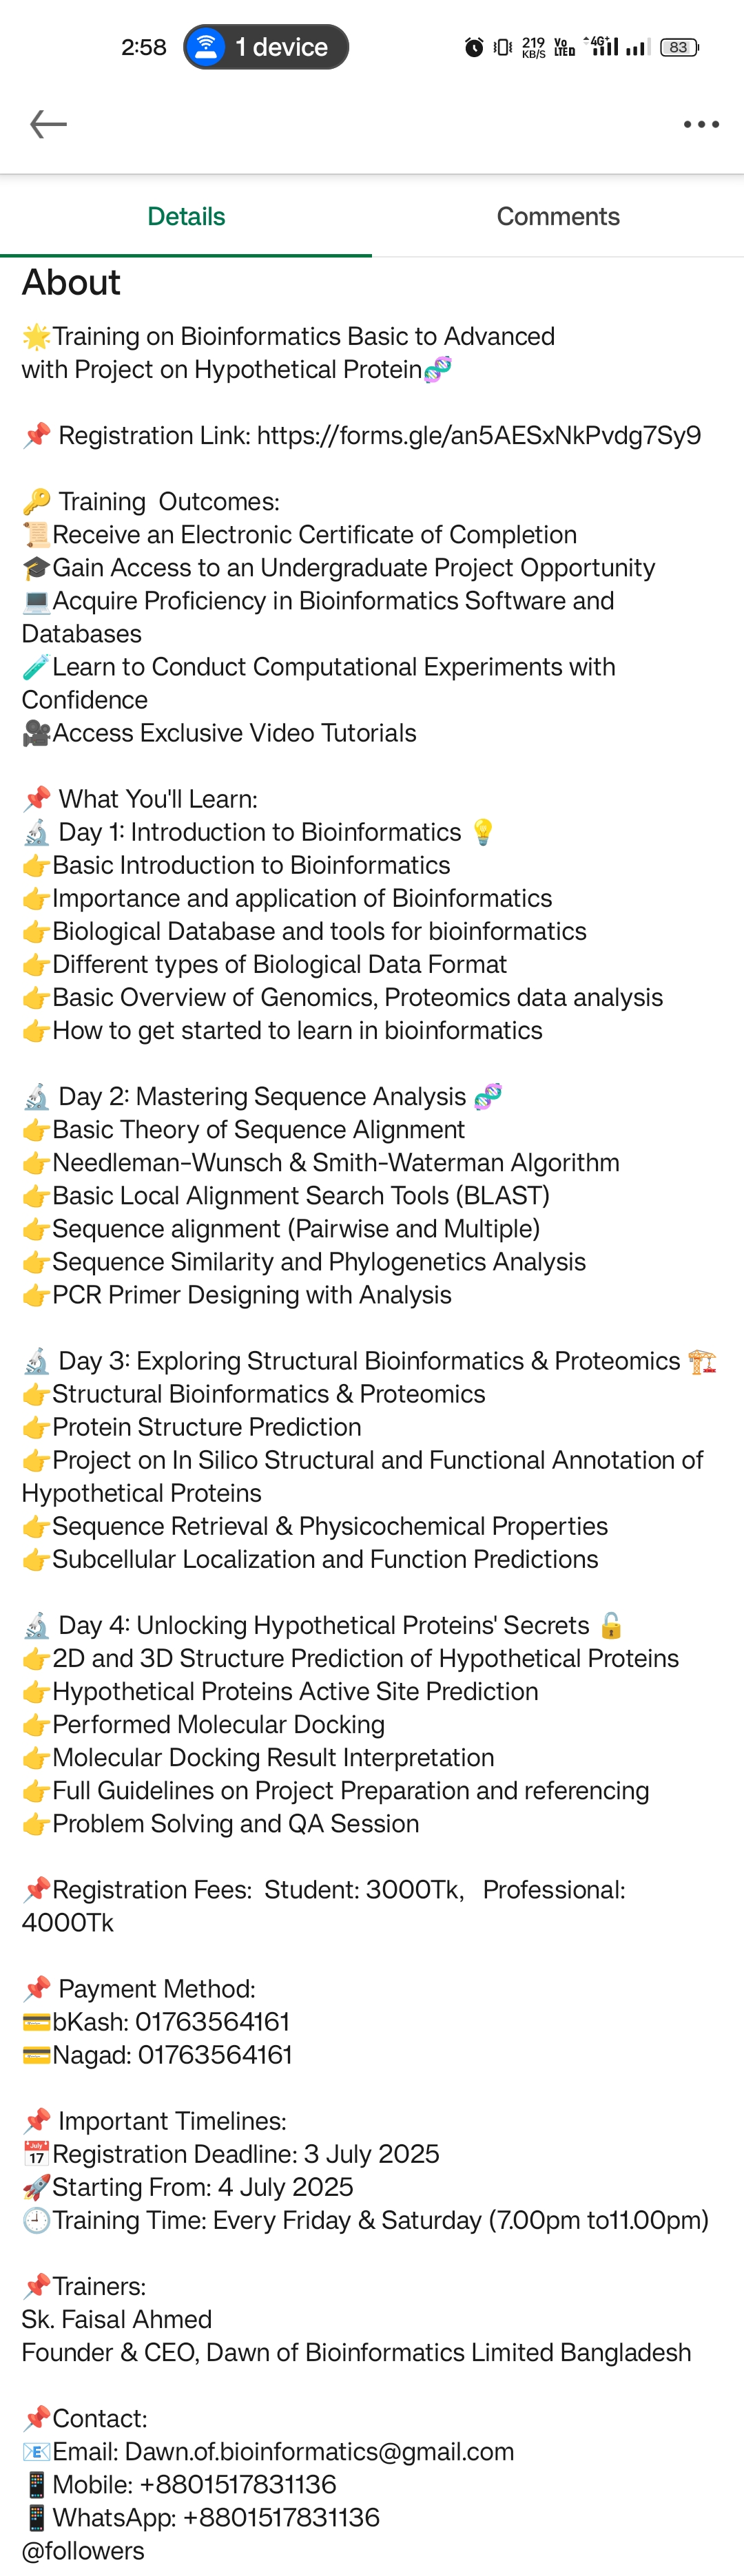 2:58
1 device
219
KB/S
Vo
LTE
4G+
83
Details
Comments
About
🌟Training on Bioinformatics Basic to Advanced
with Project on Hypothetical Protein🧬
📌 Registration Link: https://forms.gle/an5AESxNkPvdg7Sy9
🔑 Training  Outcomes:
📜Receive an Electronic Certificate of Completion
🎓Gain Access to an Undergraduate Project Opportunity
💻Acquire Proficiency in Bioinformatics Software and
Databases
🧪Learn to Conduct Computational Experiments with
Confidence
🎥Access Exclusive Video Tutorials
📌 What You'll Learn:
🔬 Day 1: Introduction to Bioinformatics 💡
👉Basic Introduction to Bioinformatics
👉Importance and application of Bioinformatics
👉Biological Database and tools for bioinformatics
👉Different types of Biological Data Format
👉Basic Overview of Genomics, Proteomics data analysis
👉How to get started to learn in bioinformatics
🔬 Day 2: Mastering Sequence Analysis 🧬
👉Basic Theory of Sequence Alignment
👉Needleman-Wunsch & Smith-Waterman Algorithm
👉Basic Local Alignment Search Tools (BLAST)
👉Sequence alignment (Pairwise and Multiple)
👉Sequence Similarity and Phylogenetics Analysis
👉PCR Primer Designing with Analysis
🔬 Day 3: Exploring Structural Bioinformatics & Proteomics 🏗️
👉Structural Bioinformatics & Proteomics
👉Protein Structure Prediction
👉Project on In Silico Structural and Functional Annotation of
Hypothetical Proteins
👉Sequence Retrieval & Physicochemical Properties
👉Subcellular Localization and Function Predictions
🔬 Day 4: Unlocking Hypothetical Proteins' Secrets 🔓
👉2D and 3D Structure Prediction of Hypothetical Proteins
👉Hypothetical Proteins Active Site Prediction
👉Performed Molecular Docking
👉Molecular Docking Result Interpretation
👉Full Guidelines on Project Preparation and referencing
👉Problem Solving and QA Session
📌Registration Fees:  Student: 3000Tk,   Professional:
4000Tk
📌 Payment Method:
💳bKash: 01763564161
💳Nagad: 01763564161
📌 Important Timelines:
📅Registration Deadline: 3 July 2025
🚀Starting From: 4 July 2025
🕘Training Time: Every Friday & Saturday (7.00pm to11.00pm)
📌Trainers:
Sk. Faisal Ahmed
Founder & CEO, Dawn of Bioinformatics Limited Bangladesh
📌Contact:
📧Email: Dawn.of.bioinformatics@gmail.com
📱Mobile: +8801517831136
📱WhatsApp: +8801517831136
@followers